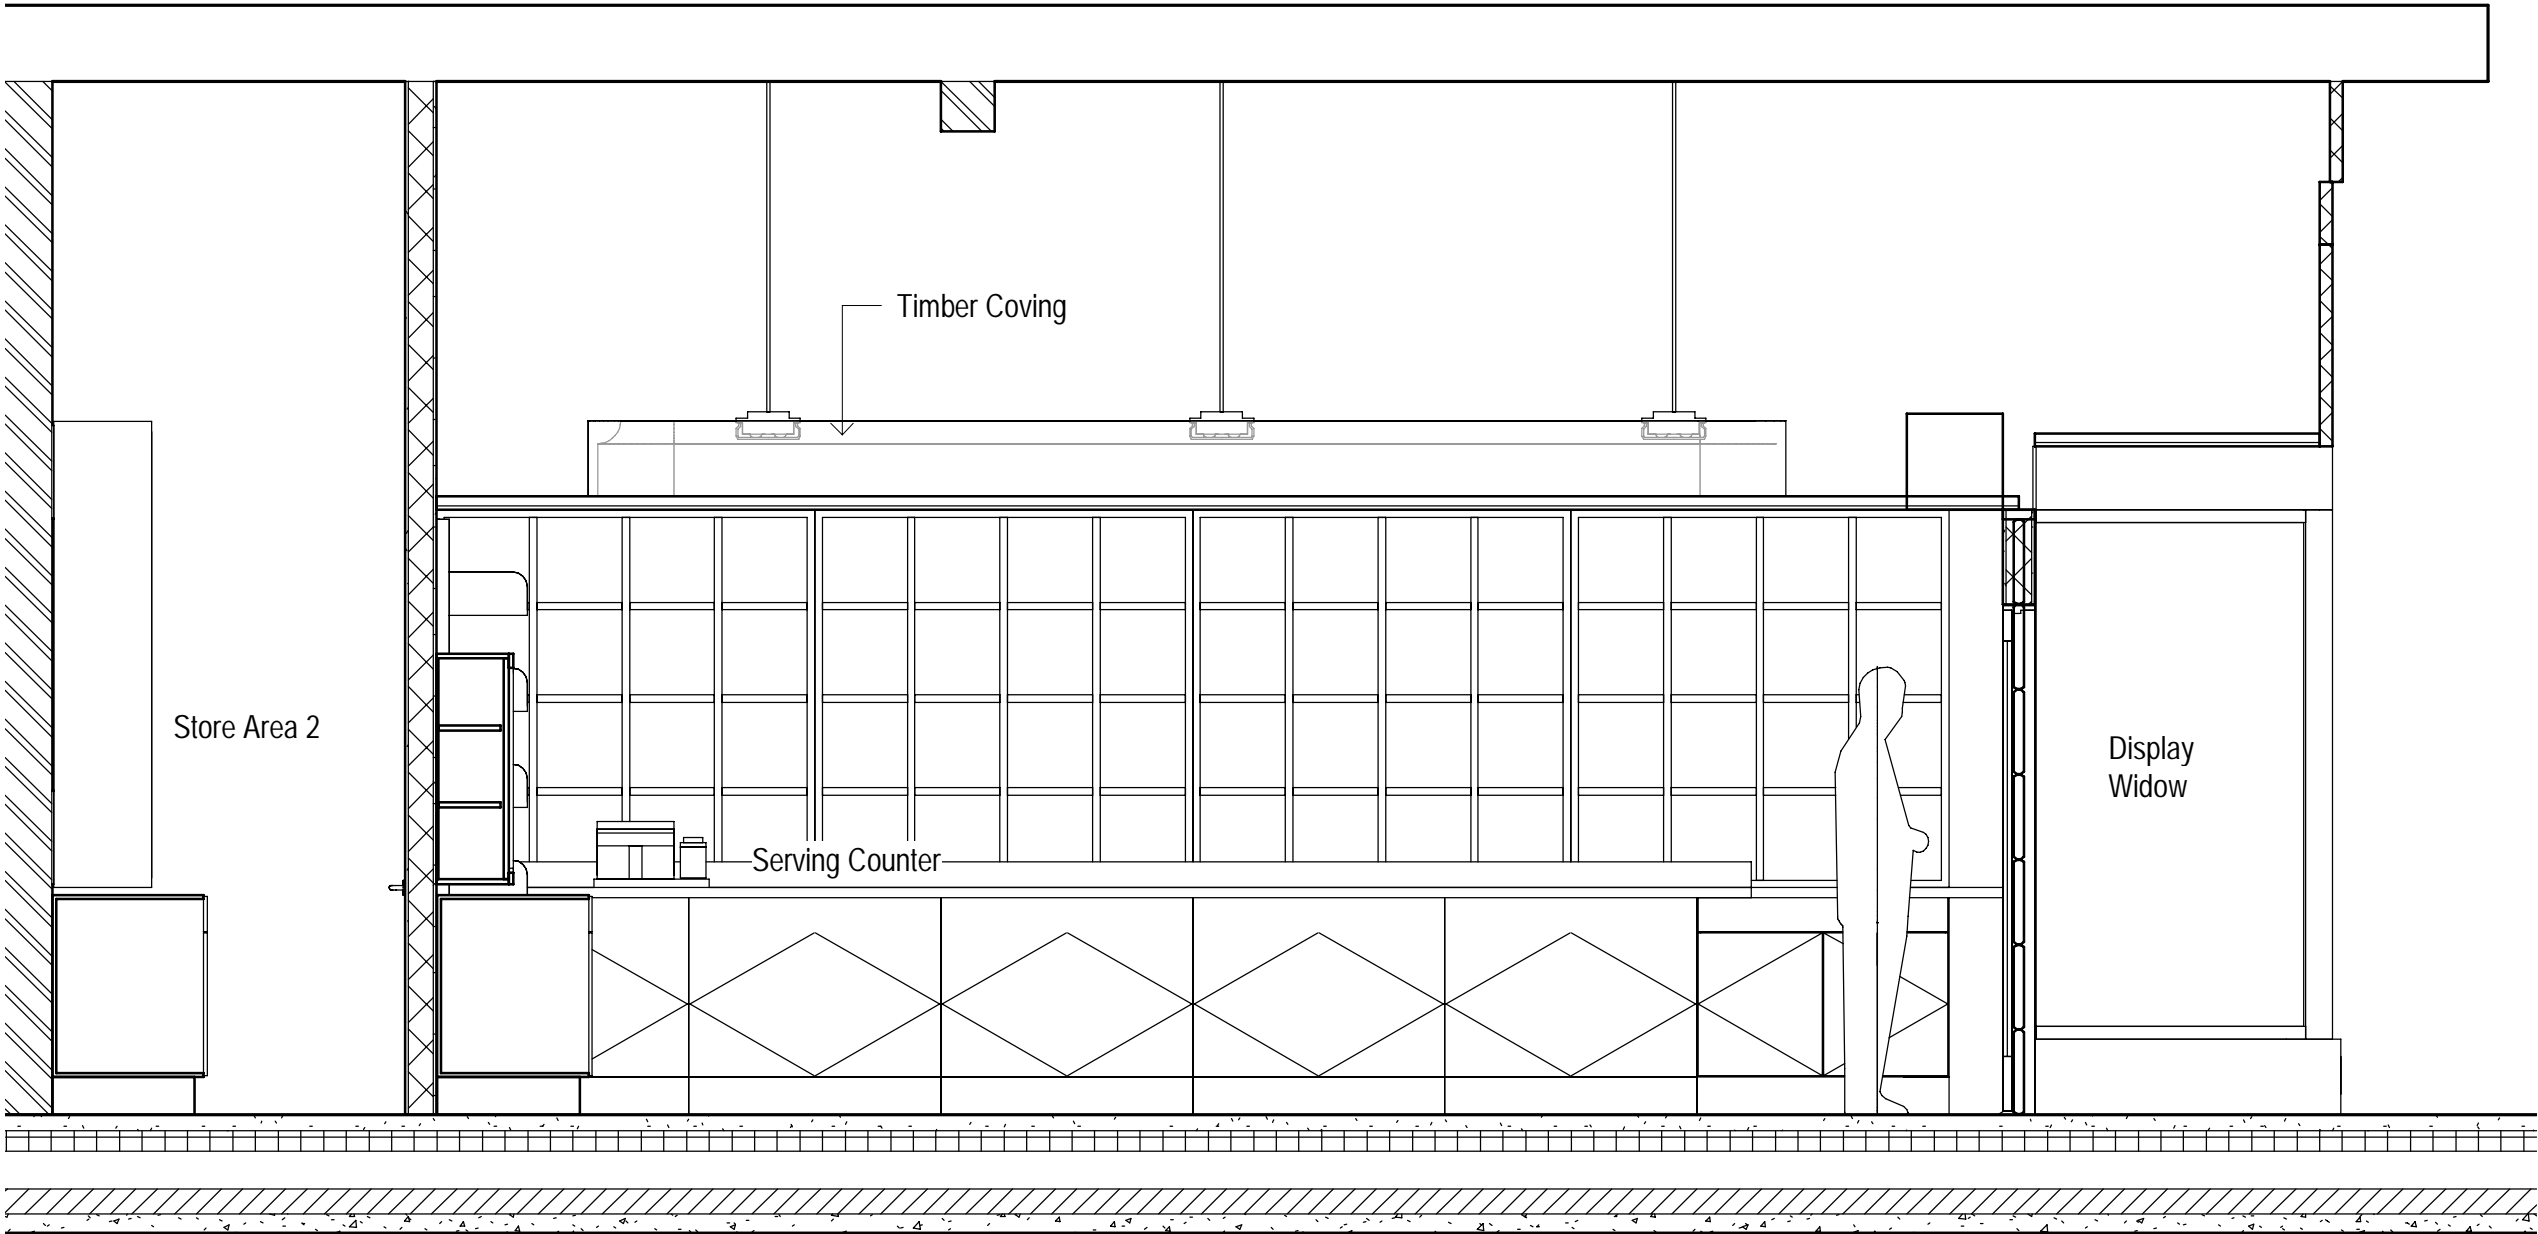 Timber Coving
Store Area 2
Display
Widow
Serving Counter